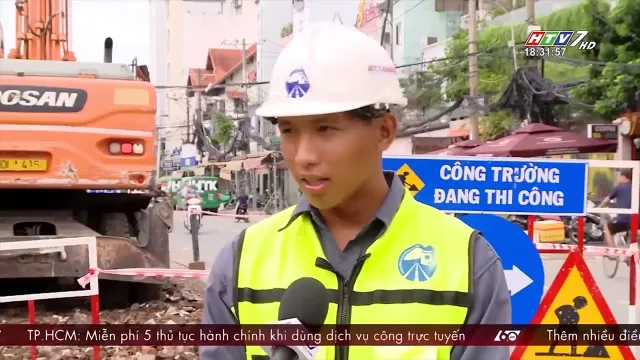 HTV7 HD
18:31:57
DOOSAN
CÔNG TRƯỜNG
ĐANG THI CÔNG
TP.HCM: Miễn phí 5 thủ tục hành chính khi dùng dịch vụ công trực tuyến
Thêm nhiều điể